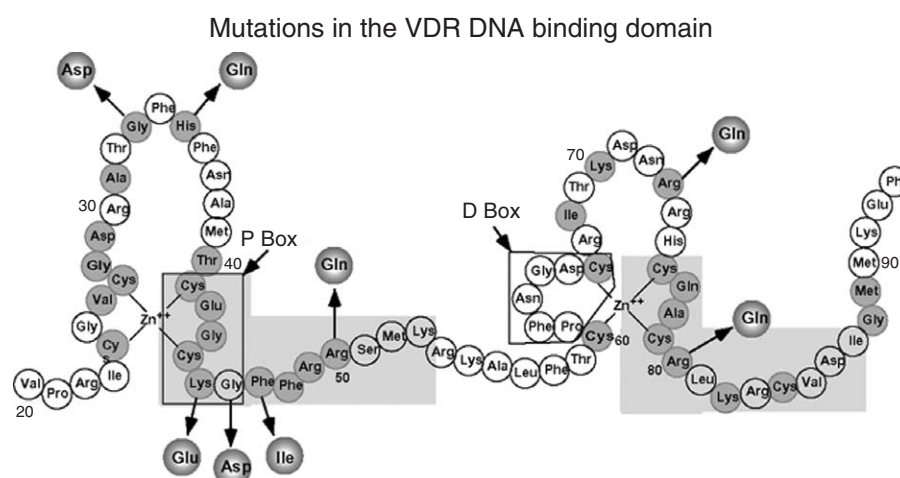 Mutations in the VDR DNA binding domain
Asp
Gln
Phe
Gly
His
Thr
Phe
Ala
Asn
30
Arg
Ala
Asp
Met
Gly
Thr
40
P Box
Val
Cys
Cys
Zn++
Glu
Gly
Gly
Cys
Cys
Val
20
Pro
Arg
Ile
Lys
Gly
Phe
Phe
Arg
Arg
50
Gln
Ser
Met
Lys
Arg
Lys
Ala
Leu
Phe
Thr
Glu
Asp
Ile
D Box
Cys
60
Pro
Phe
Asn
Gly
Asp
Cys
Zn++
Arg
Ile
Thr
70
Lys
Asp
Asn
Arg
Gln
Arg
His
Cys
Gln
Ala
Cys
Arg
80
Gln
Leu
Lys
Arg
Cys
Val
Asp
Ile
Gly
Met
Met
90
Lys
Glu
Ph